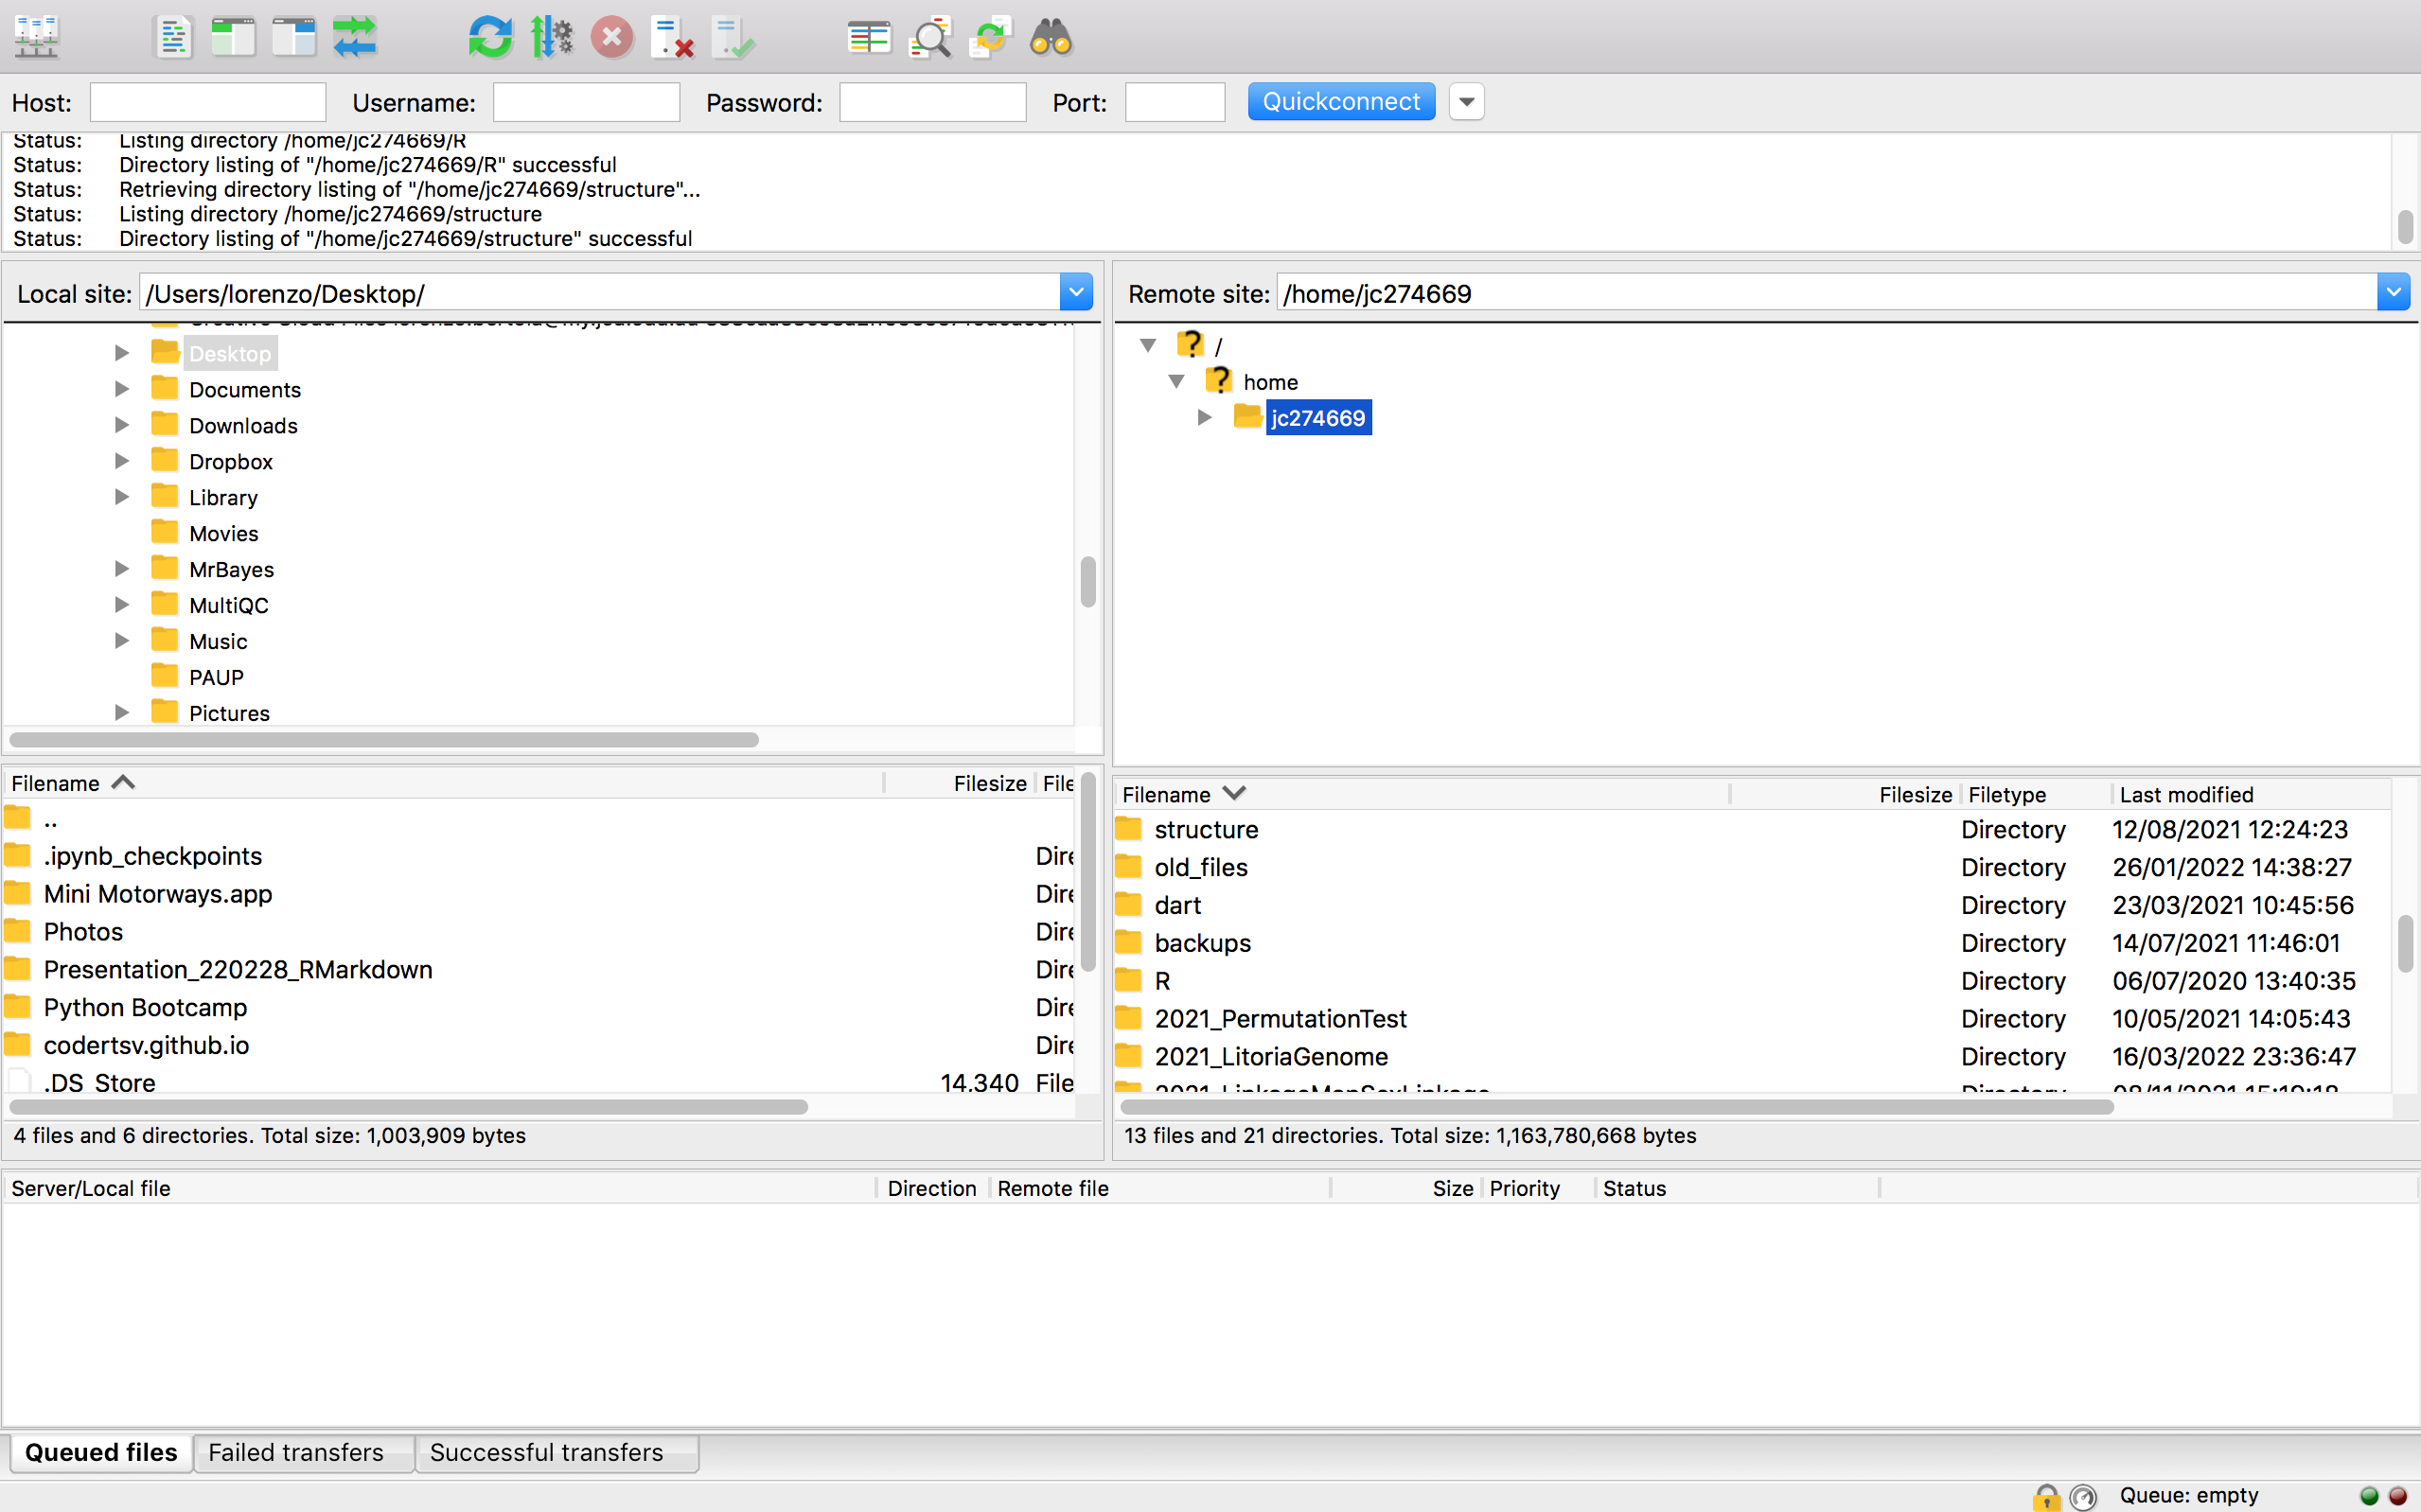 Host: Username: Password: Port: Quickconnect
Status: Listing directory /home/jc274669/R
Status: Directory listing of "/home/jc274669/R" successful
Status: Retrieving directory listing of "/home/jc274669/structure"...
Status: Listing directory /home/jc274669/structure
Status: Directory listing of "/home/jc274669/structure" successful
Local site: /Users/lorenzo/Desktop/
Desktop
Documents
Downloads
Dropbox
Library
Movies
MrBayes
MultiQC
Music
PAUP
Pictures
Filename Filesize File
..
.ipynb_checkpoints Dire
Mini Motorways.app Dire
Photos Dire
Presentation_220228_RMarkdown Dire
Python Bootcamp Dire
codertsv.github.io Dire
.DS_Store 14,340 File
4 files and 6 directories. Total size: 1,003,909 bytes
Remote site: /home/jc274669
/
home
jc274669
Filename Filesize Filetype Last modified
structure Directory 12/08/2021 12:24:23
old_files Directory 26/01/2022 14:38:27
dart Directory 23/03/2021 10:45:56
backups Directory 14/07/2021 11:46:01
R Directory 06/07/2020 13:40:35
2021_PermutationTest Directory 10/05/2021 14:05:43
2021_LitoriaGenome Directory 16/03/2022 23:36:47
2021_LinkageMapSexLinkage Directory 08/11/2021 15:19:18
13 files and 21 directories. Total size: 1,163,780,668 bytes
Server/Local file Direction Remote file Size Priority Status
Queued files Failed transfers Successful transfers
Queue: empty